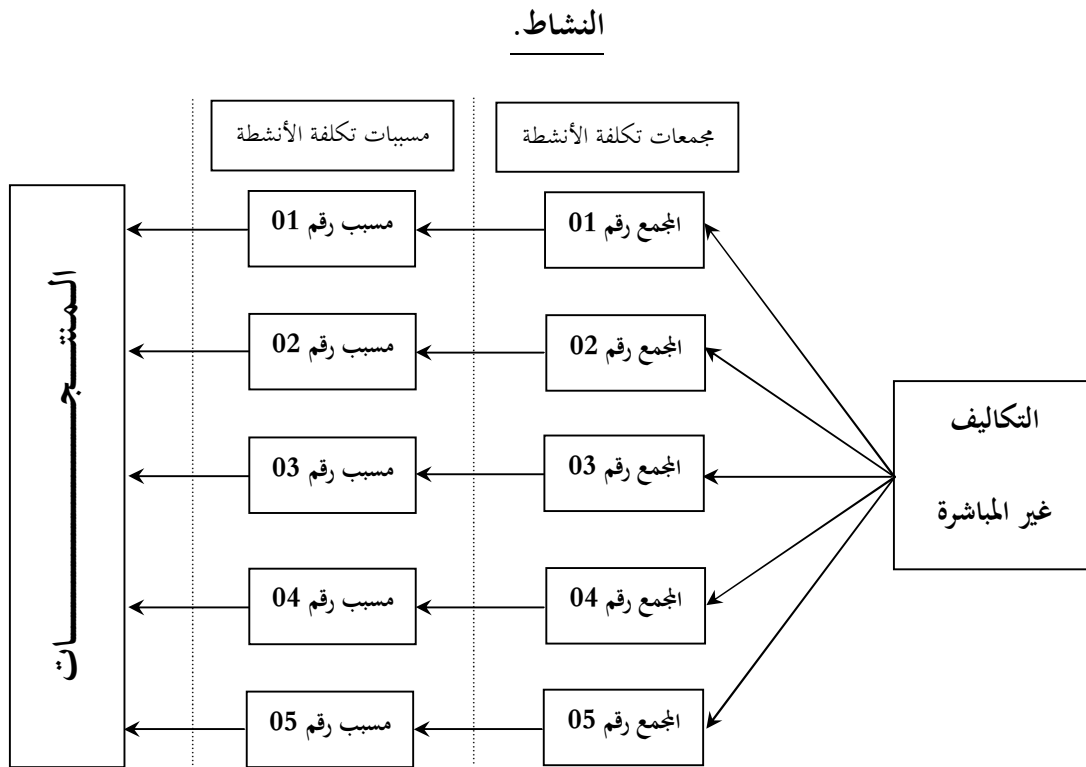 النشاط.
مجمعات تكلفة الأنشطة
مسببات تكلفة الأنشطة
المجمع رقم 01
مسبب رقم 01
المجمع رقم 02
مسبب رقم 02
التكاليف
غير المباشرة
المجمع رقم 03
مسبب رقم 03
المجمع رقم 04
مسبب رقم 04
المجمع رقم 05
مسبب رقم 05
المنتجـــــــات